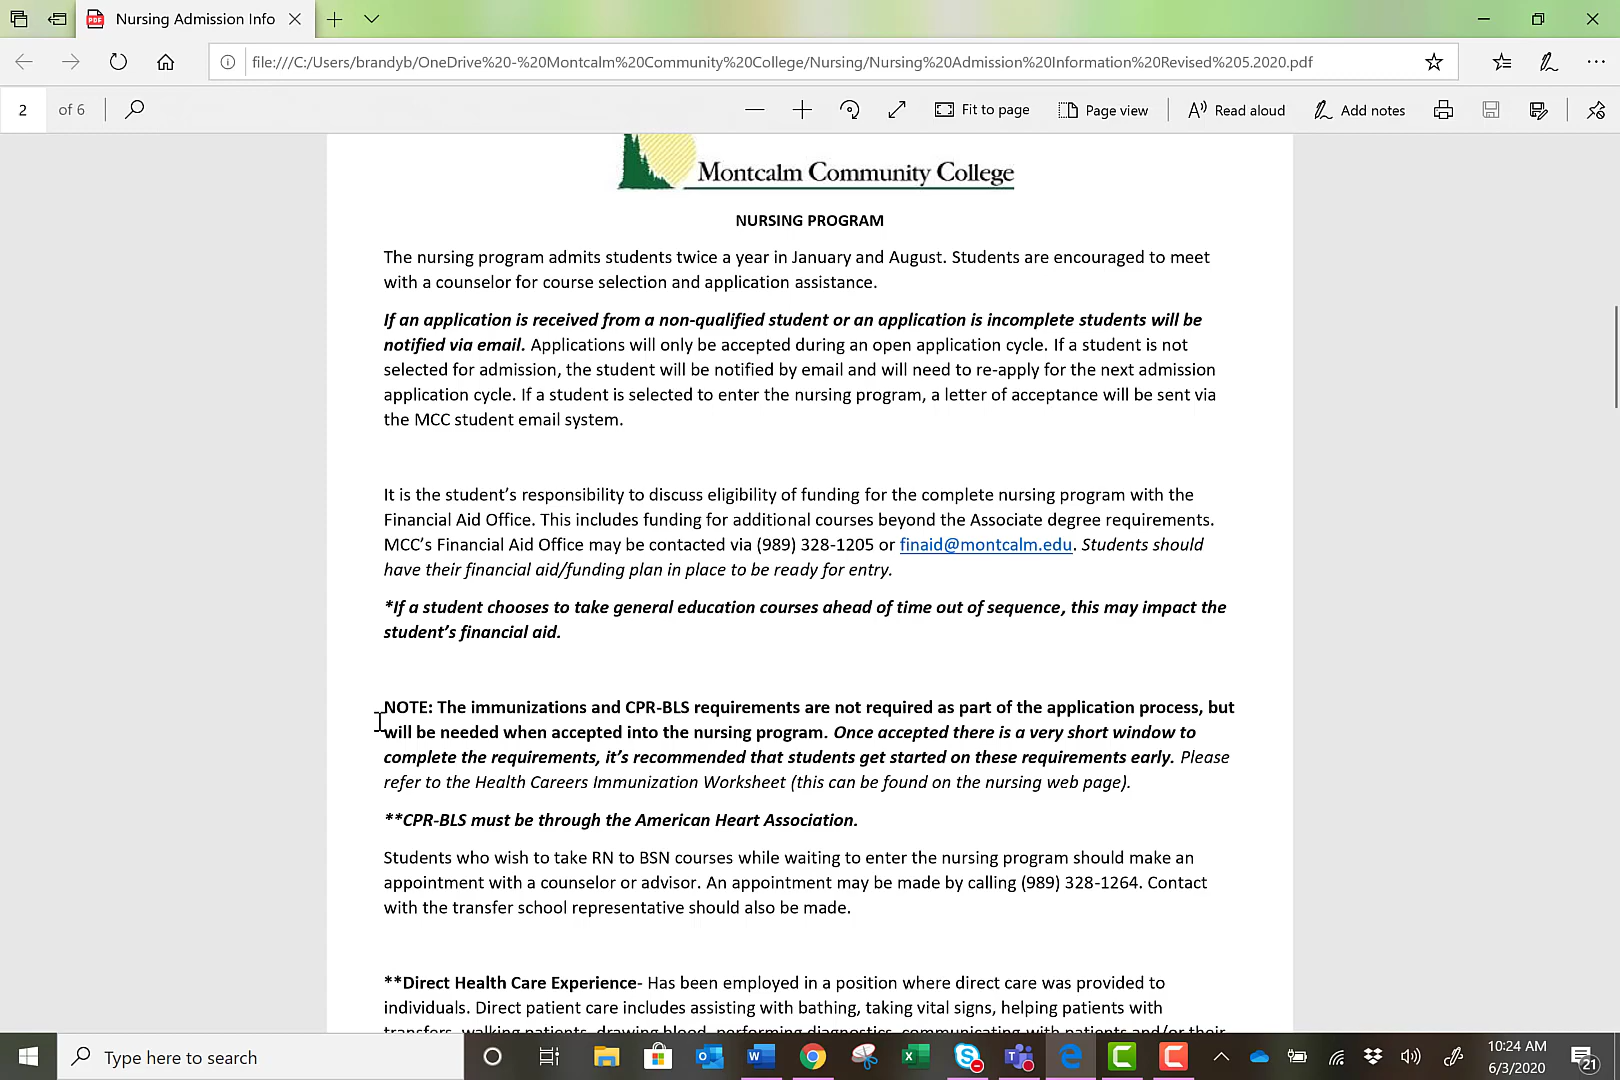 Nursing Admission Info
file:///C:/Users/brandyb/OneDrive%20-%20Montcalm%20Community%20College/Nursing/Nursing%20Admission%20Information%20Revised%205.2020.pdf
2 of 6 Fit to page Page view Read aloud Add notes
Montcalm Community College
NURSING PROGRAM
The nursing program admits students twice a year in January and August. Students are encouraged to meet
with a counselor for course selection and application assistance.
If an application is received from a non-qualified student or an application is incomplete students will be
notified via email. Applications will only be accepted during an open application cycle. If a student is not
selected for admission, the student will be notified by email and will need to re-apply for the next admission
application cycle. If a student is selected to enter the nursing program, a letter of acceptance will be sent via
the MCC student email system.
It is the student’s responsibility to discuss eligibility of funding for the complete nursing program with the
Financial Aid Office. This includes funding for additional courses beyond the Associate degree requirements.
MCC’s Financial Aid Office may be contacted via (989) 328-1205 or finaid@montcalm.edu. Students should
have their financial aid/funding plan in place to be ready for entry.
*If a student chooses to take general education courses ahead of time out of sequence, this may impact the
student’s financial aid.
NOTE: The immunizations and CPR-BLS requirements are not required as part of the application process, but
will be needed when accepted into the nursing program. Once accepted there is a very short window to
complete the requirements, it’s recommended that students get started on these requirements early. Please
refer to the Health Careers Immunization Worksheet (this can be found on the nursing web page).
**CPR-BLS must be through the American Heart Association.
Students who wish to take RN to BSN courses while waiting to enter the nursing program should make an
appointment with a counselor or advisor. An appointment may be made by calling (989) 328-1264. Contact
with the transfer school representative should also be made.
**Direct Health Care Experience- Has been employed in a position where direct care was provided to
individuals. Direct patient care includes assisting with bathing, taking vital signs, helping patients with
transfers, walking patients, drawing blood, performing diagnostics, communicating with patients and/or their
Type here to search
10:24 AM
6/3/2020
21